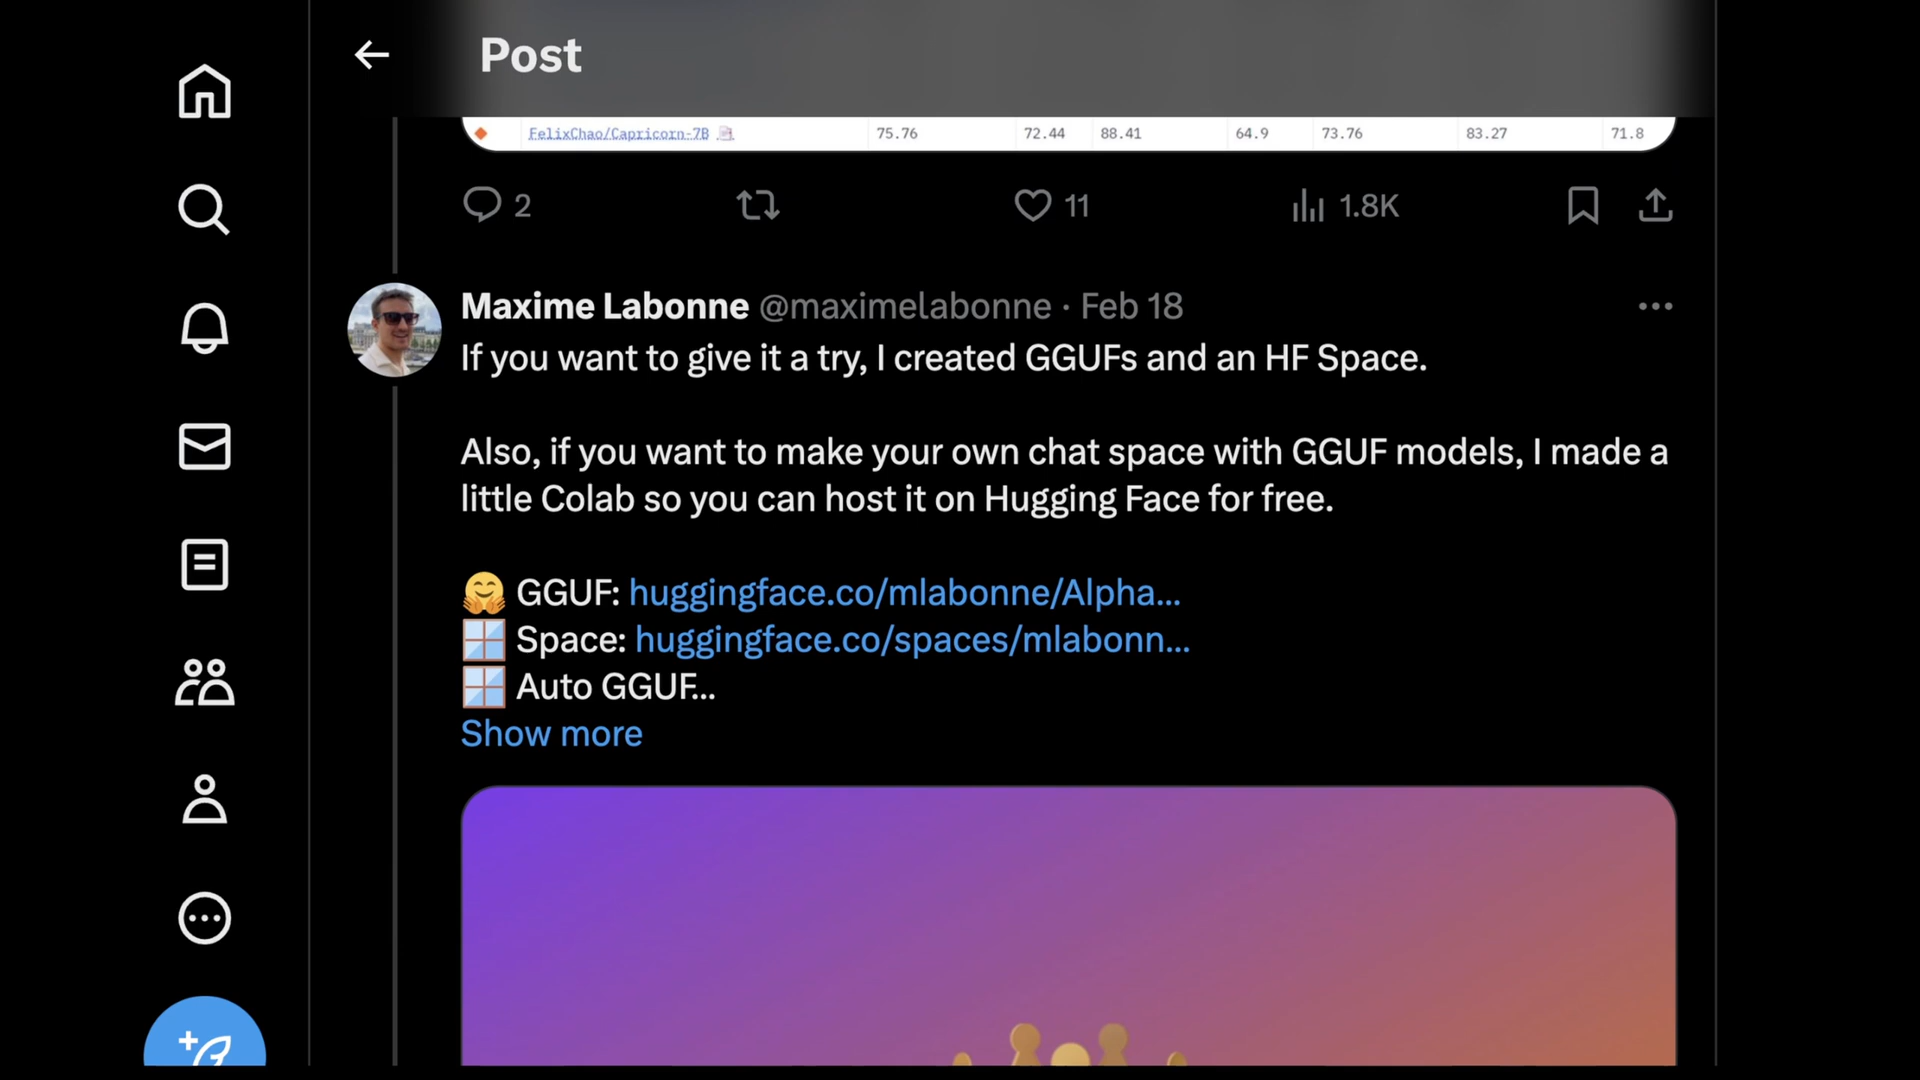 Post
FelixChao/Capricorn-7B 75.76 72.44 88.41 64.9 73.76 83.27 71.8
2 11 1.8K
Maxime Labonne @maximelabonne · Feb 18
If you want to give it a try, I created GGUFs and an HF Space.
Also, if you want to make your own chat space with GGUF models, I made a
little Colab so you can host it on Hugging Face for free.
🤗 GGUF: huggingface.co/mlabonne/Alpha...
🪟 Space: huggingface.co/spaces/mlabonn...
🪟 Auto GGUF...
Show more